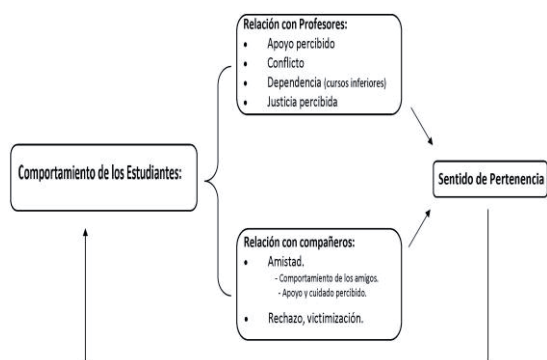 Relación con Profesores:
• Apoyo percibido
• Conflicto
• Dependencia (cursos inferiores)
• Justicia percibida
Comportamiento de los Estudiantes:
Sentido de Pertenencia
Relación con compañeros:
• Amistad.
- Comportamiento de los amigos.
- Apoyo y cuidado percibido.
• Rechazo, victimización.